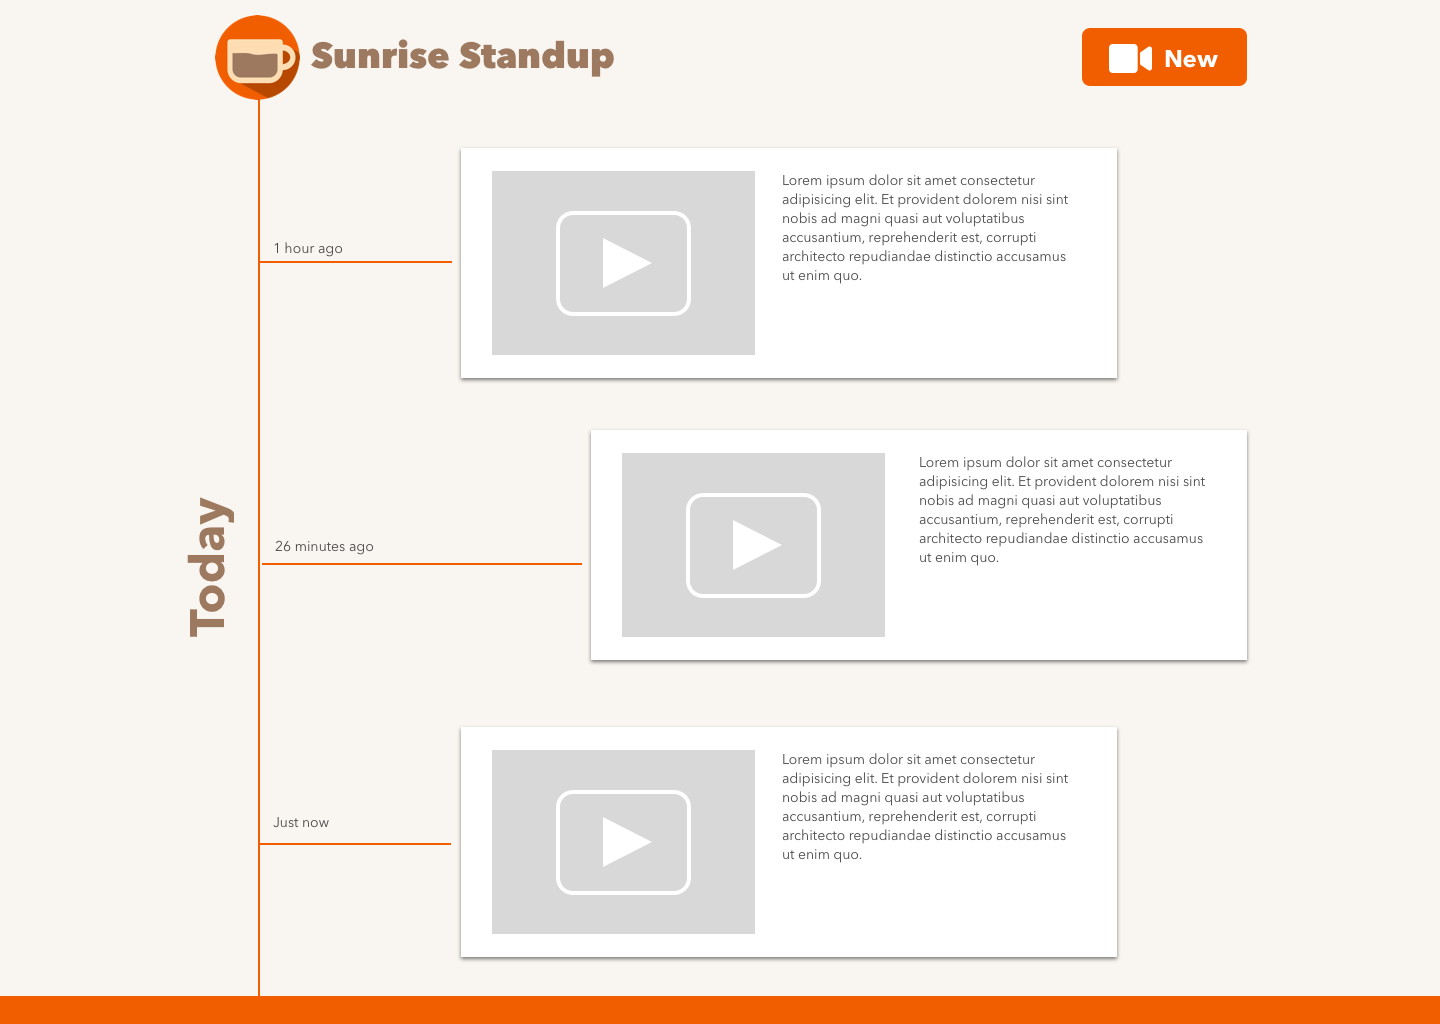 Sunrise Standup
New
1 hour ago
Lorem ipsum dolor sit amet consectetur
adipisicing elit. Et provident dolorem nisi sint
nobis ad magni quasi aut voluptatibus
accusantium, reprehenderit est, corrupti
architecto repudiandae distinctio accusamus
ut enim quo.
Today
26 minutes ago
Lorem ipsum dolor sit amet consectetur
adipisicing elit. Et provident dolorem nisi sint
nobis ad magni quasi aut voluptatibus
accusantium, reprehenderit est, corrupti
architecto repudiandae distinctio accusamus
ut enim quo.
Just now
Lorem ipsum dolor sit amet consectetur
adipisicing elit. Et provident dolorem nisi sint
nobis ad magni quasi aut voluptatibus
accusantium, reprehenderit est, corrupti
architecto repudiandae distinctio accusamus
ut enim quo.